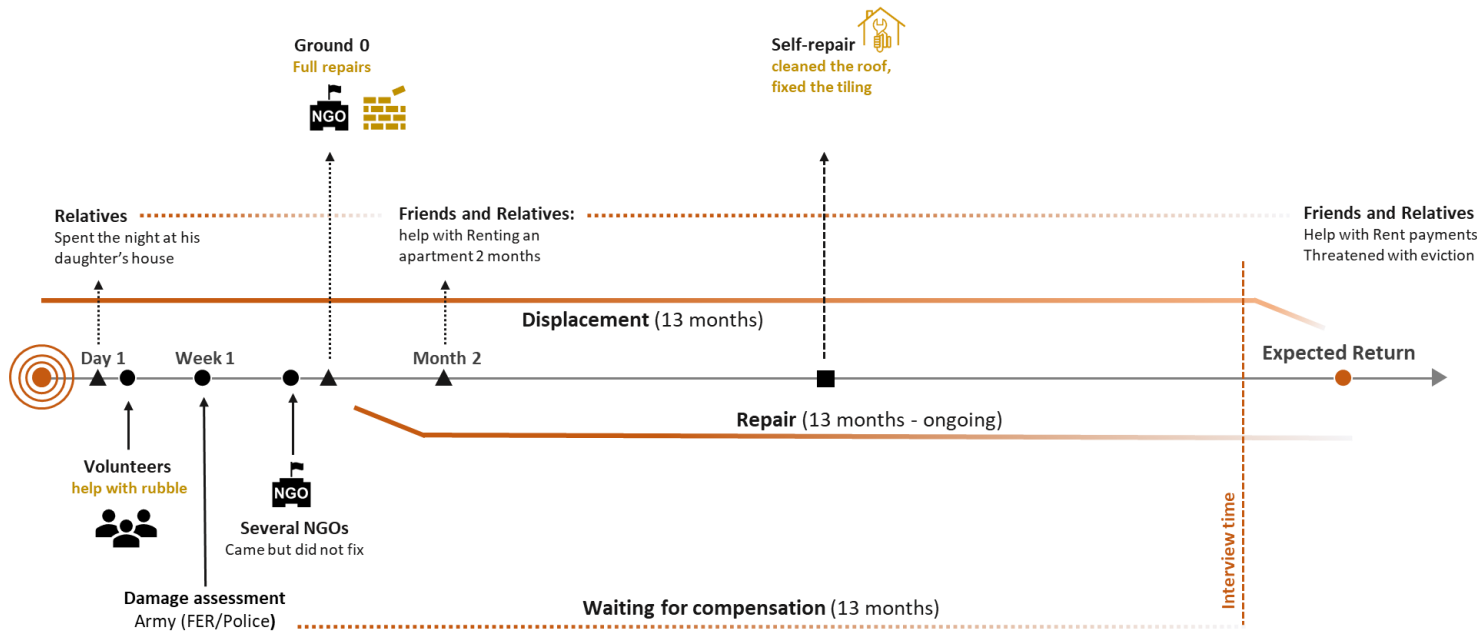 Ground 0
Full repairs
NGO
Self-repair
cleaned the roof,
fixed the tiling
Relatives
Spent the night at his
daughter's house
Friends and Relatives:
help with Renting an
apartment 2 months
Friends and Relatives
Help with Rent payments
Threatened with eviction
Displacement (13 months)
Day 1
Week 1
Month 2
Expected Return
Repair (13 months - ongoing)
Volunteers
help with rubble
NGO
Several NGOs
Came but did not fix
Interview time
Damage assessment
Army (FER/Police)
Waiting for compensation (13 months)